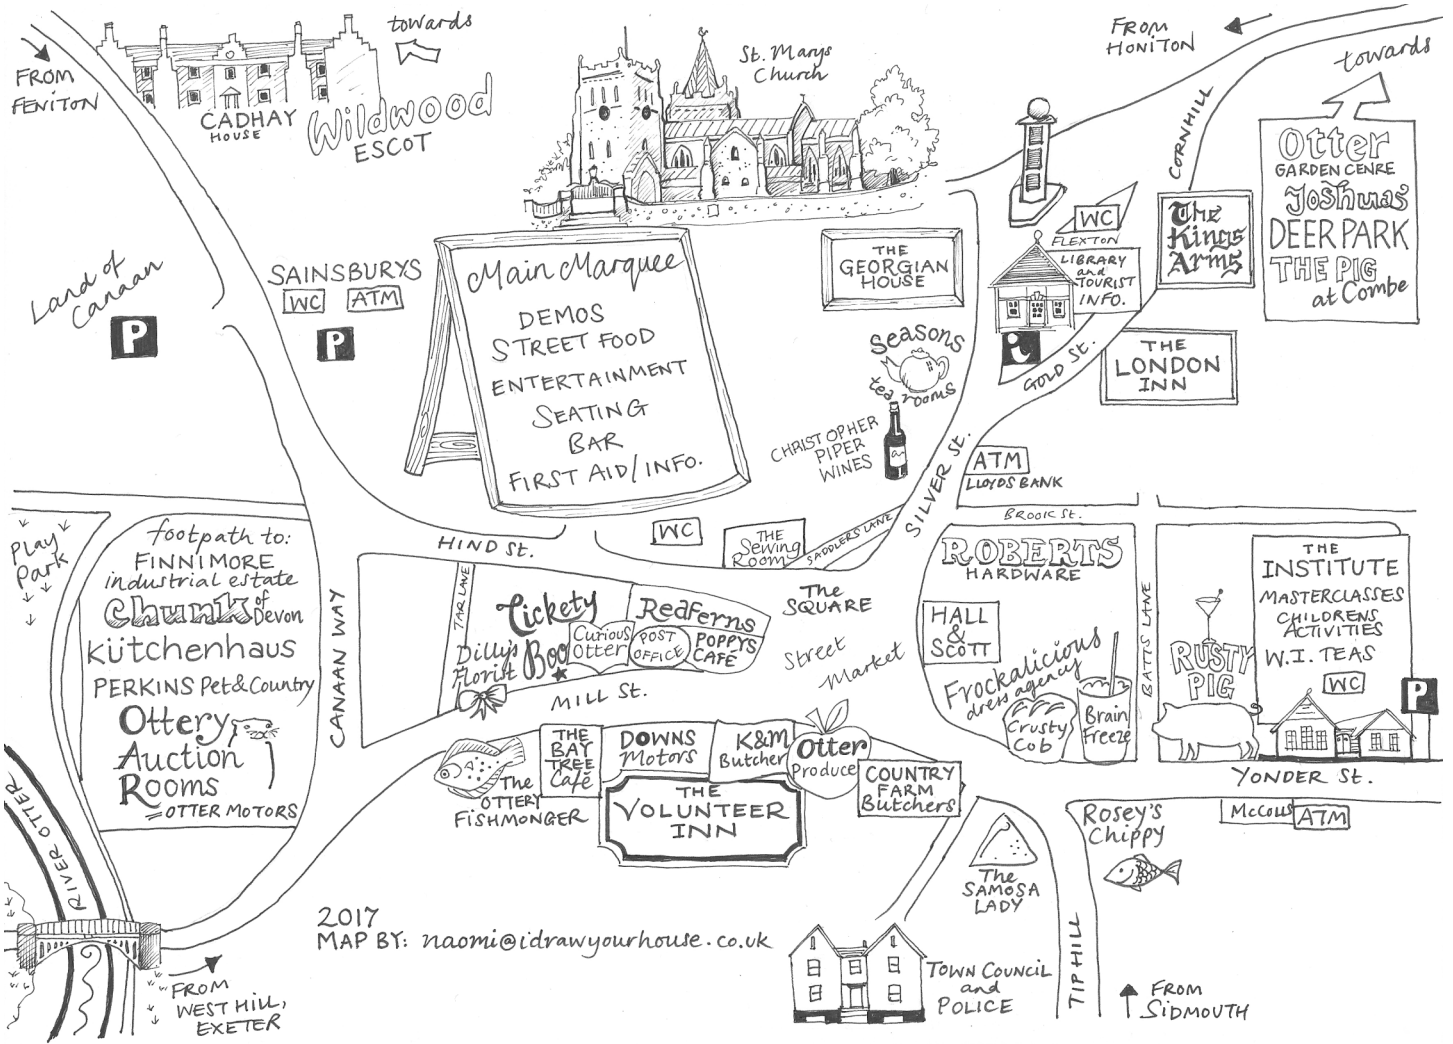 FROM
FENITON
CADHAY
HOUSE
towards
Wildwood
ESCOT
St. Marys
Church
FROM
HONITON
towards
CORNHILL
Otter
GARDEN CENRE
Joshuas
DEER PARK
THE PIG
at Combe
WC
FLEXTON
LIBRARY
and
TOURIST
INFO.
i
The
Kings
Arms
THE
GEORGIAN
HOUSE
Land of
Canaan
P
SAINSBURYS
WC
ATM
P
Main Marquee
DEMOS
STREET FOOD
ENTERTAINMENT
SEATING
BAR
FIRST AID/INFO.
Seasons
tea rooms
CHRISTOPHER
PIPER
WINES
GOLD St.
THE
LONDON
INN
SILVER St.
ATM
LLOYDS BANK
BROOK St.
Play
Park
footpath to:
FINNIMORE
industrial estate
Chunk of
Devon
Kütchenhaus
PERKINS Pet & Country
Ottery
Auction
Rooms
OTTER MOTORS
CANAAN WAY
HIND St.
WC
THE
Sewing
Room
SADDLERS LANE
JAR LANE
Tickety
Boo
Dilly's
Florist
Curious
Otter
RedFerns
POST
OFFICE
POPPYS
CAFÉ
The
SQUARE
Street
Market
MILL St.
ROBERTS
HARDWARE
HALL
&
SCOTT
Frockalicious
dress agency
Crusty
Cob
Brain
Freeze
BATTS LANE
RUSTY
PIG
THE
INSTITUTE
MASTERCLASSES
CHILDRENS
ACTIVITIES
W.I. TEAS
WC
P
YONDER St.
McColls
ATM
The
OTTERY
FISHMONGER
THE
BAY
TREE
Café
DOWNS
Motors
K&M
Butcher
Otter
Produce
COUNTRY
FARM
Butchers
THE
VOLUNTEER
INN
Rosey's
Chippy
The
SAMOSA
LADY
RIVER OTTER
2017
MAP BY: naomi@idrawyourhouse.co.uk
FROM
WEST HILL,
EXETER
TOWN COUNCIL
and
POLICE
TIP HILL
FROM
SIDMOUTH